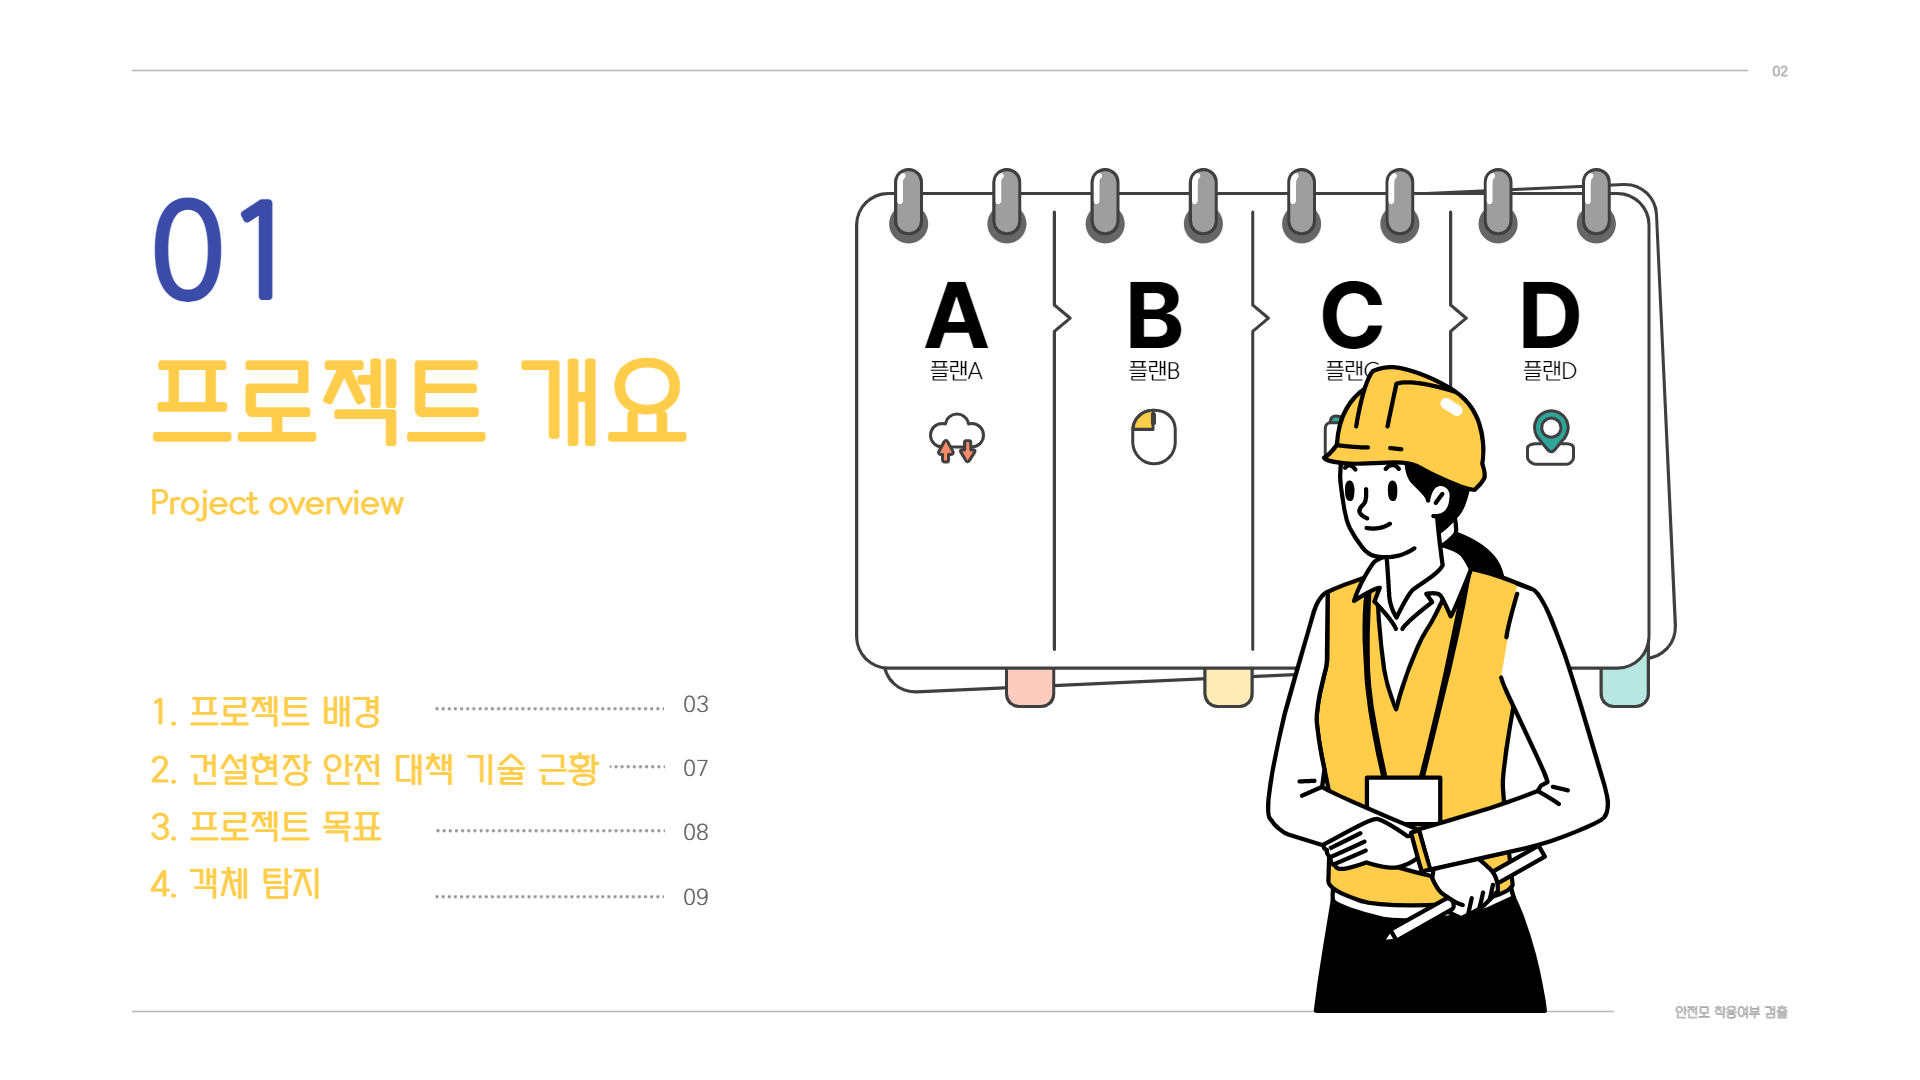 02
01
프로젝트 개요
Project overview
1. 프로젝트 배경 03
2. 건설현장 안전 대책 기술 근황 07
3. 프로젝트 목표 08
4. 객체 탐지 09
A B C D
플랜A 플랜B 플랜C 플랜D
안전모 착용여부 검출